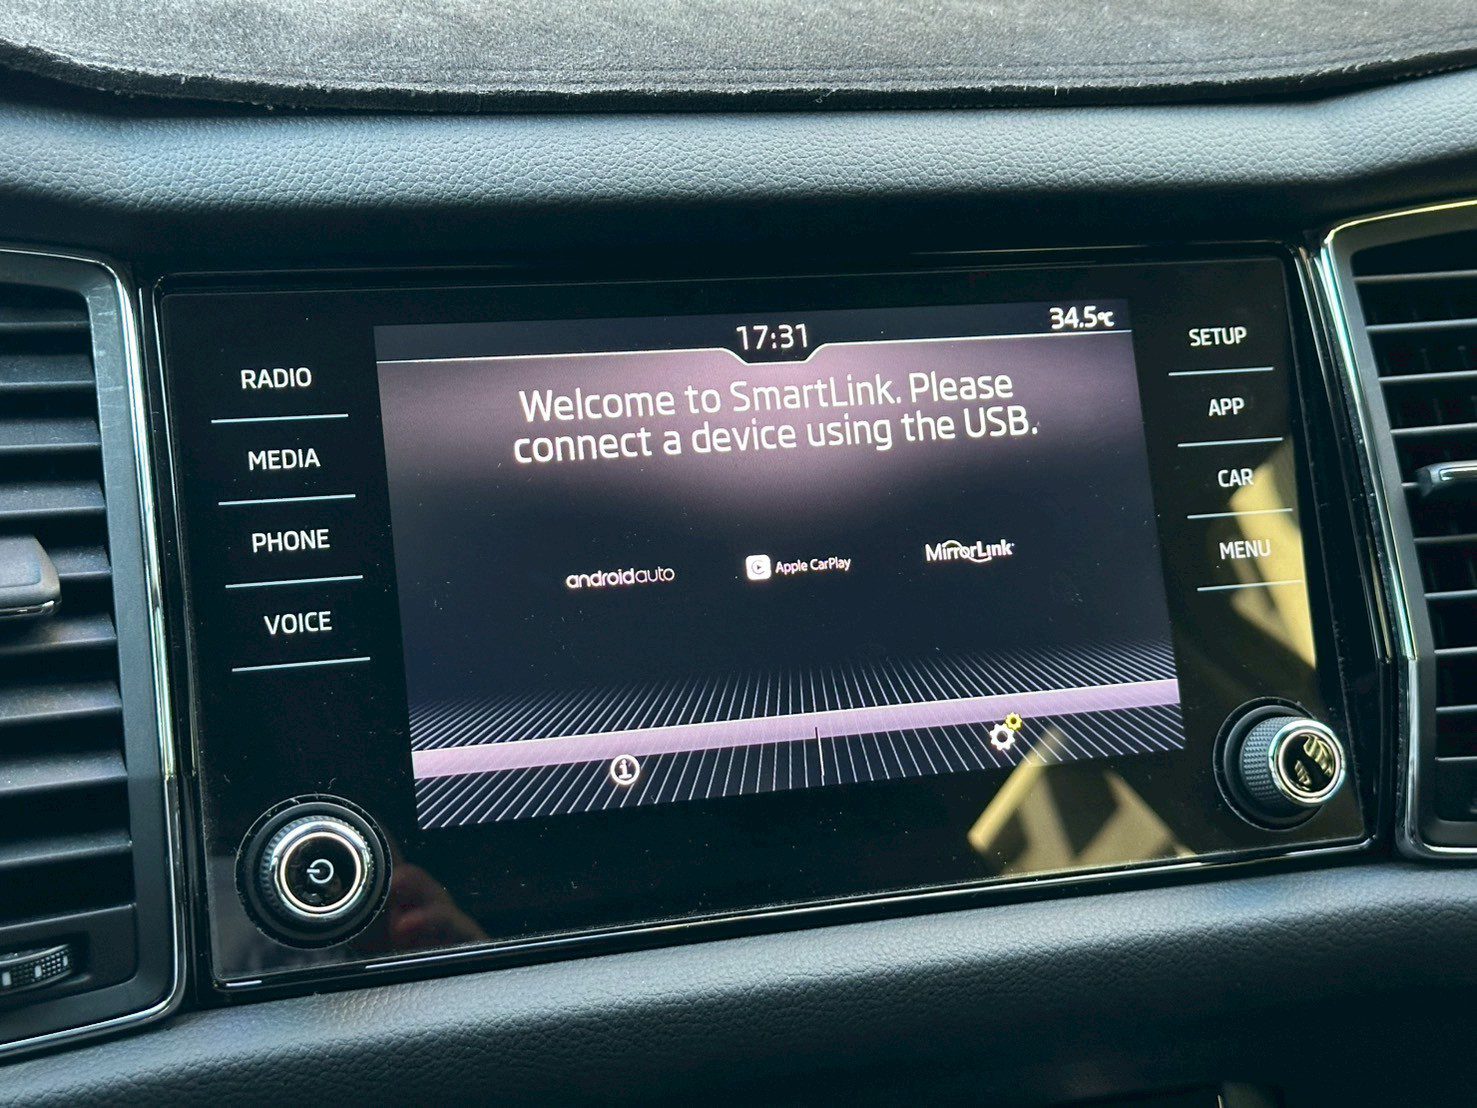 17:31
34.5°C
Welcome to SmartLink. Please
connect a device using the USB.
androidauto
Apple CarPlay
MirrorLink
RADIO
MEDIA
PHONE
VOICE
SETUP
APP
CAR
MENU